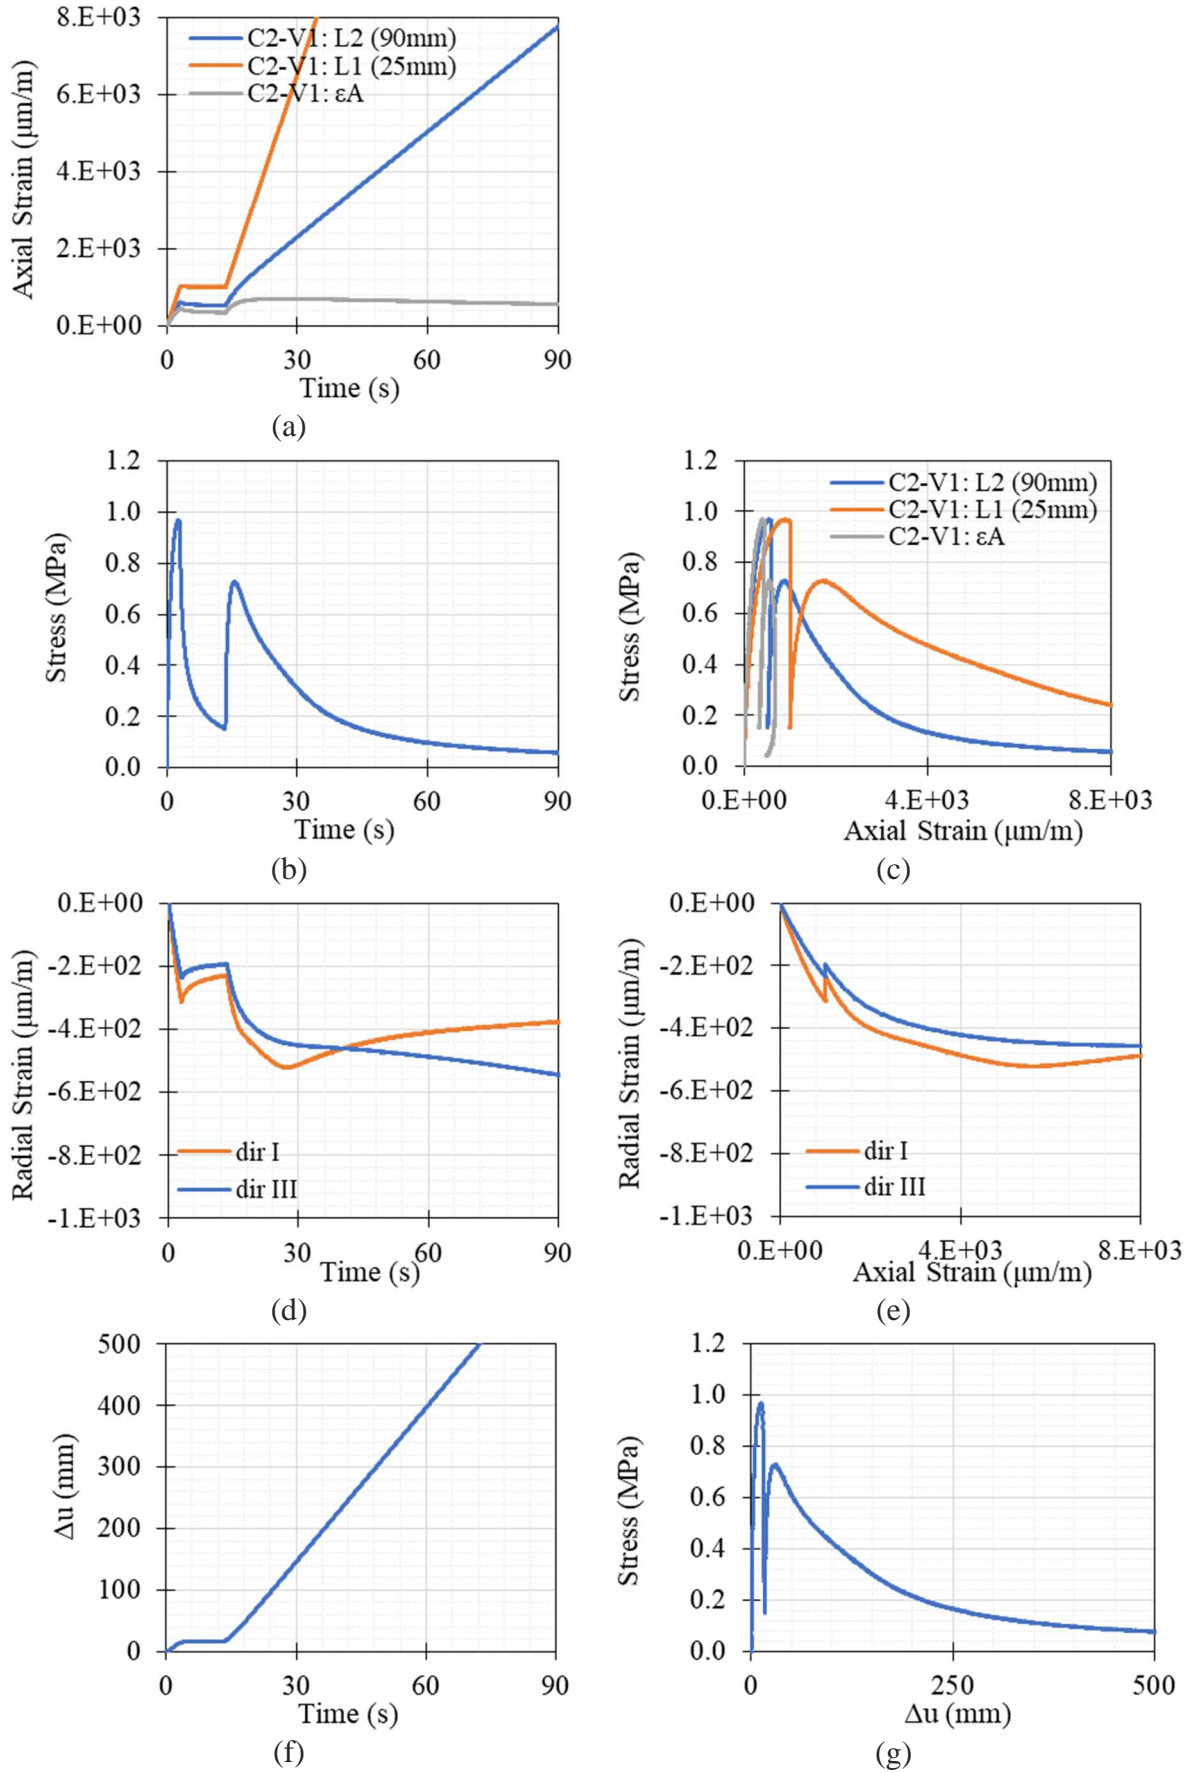 8.E+03
6.E+03
4.E+03
2.E+03
0.E+00
Axial Strain (μm/m)
C2-V1: L2 (90mm)
C2-V1: L1 (25mm)
C2-V1: εA
0 30 60 90
Time (s)
(a)
1.2
1.0
0.8
0.6
0.4
0.2
0.0
Stress (MPa)
0 30 60 90
Time (s)
(b)
1.2
1.0
0.8
0.6
0.4
0.2
0.0
Stress (MPa)
C2-V1: L2 (90mm)
C2-V1: L1 (25mm)
C2-V1: εA
0.E+00 4.E+03 8.E+03
Axial Strain (μm/m)
(c)
0.E+00
-2.E+02
-4.E+02
-6.E+02
-8.E+02
-1.E+03
Radial Strain (μm/m)
dir I
dir III
0 30 60 90
Time (s)
(d)
0.E+00
-2.E+02
-4.E+02
-6.E+02
-8.E+02
-1.E+03
Radial Strain (μm/m)
dir I
dir III
0.E+00 4.E+03 8.E+03
Axial Strain (μm/m)
(e)
500
400
300
200
100
0
Δu (mm)
0 30 60 90
Time (s)
(f)
1.2
1.0
0.8
0.6
0.4
0.2
0.0
Stress (MPa)
0 250 500
Δu (mm)
(g)